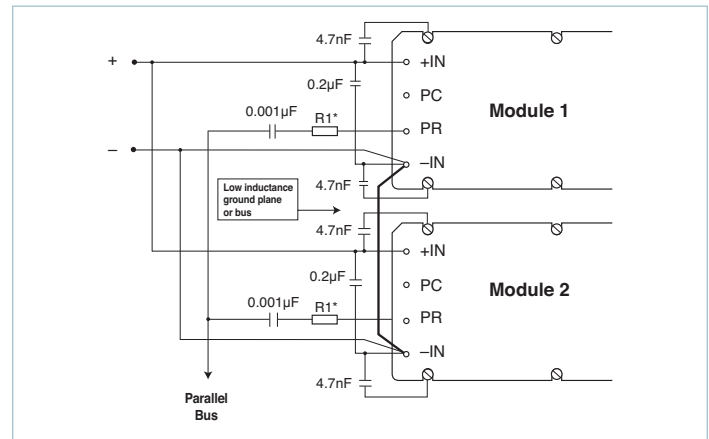 4.7nF
+
+IN
0.2µF
PC
Module 1
0.001µF
R1*
PR
–
–IN
4.7nF
Low inductance
ground plane
or bus
4.7nF
+IN
0.2µF
PC
Module 2
0.001µF
R1*
PR
–IN
4.7nF
Parallel
Bus